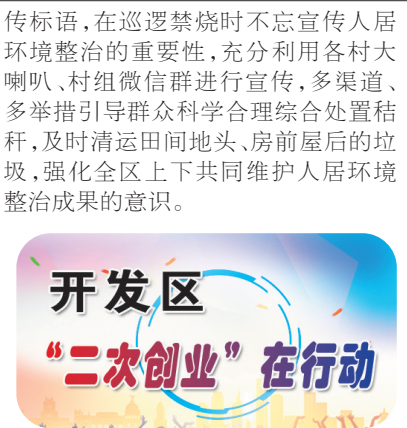 传标语,在巡逻禁烧时不忘宣传人居
环境整治的重要性,充分利用各村大
喇叭、村组微信群进行宣传,多渠道、
多举措引导群众科学合理综合处置秸
秆,及时清运田间地头、房前屋后的垃
圾,强化全区上下共同维护人居环境
整治成果的意识。
开发区
“二次创业”在行动